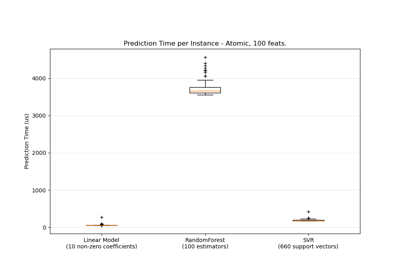 Prediction Time per Instance - Atomic, 100 feats.
Prediction Time (us)
4000
3000
2000
1000
0
Linear Model
(10 non-zero coefficients)
RandomForest
(100 estimators)
SVR
(660 support vectors)